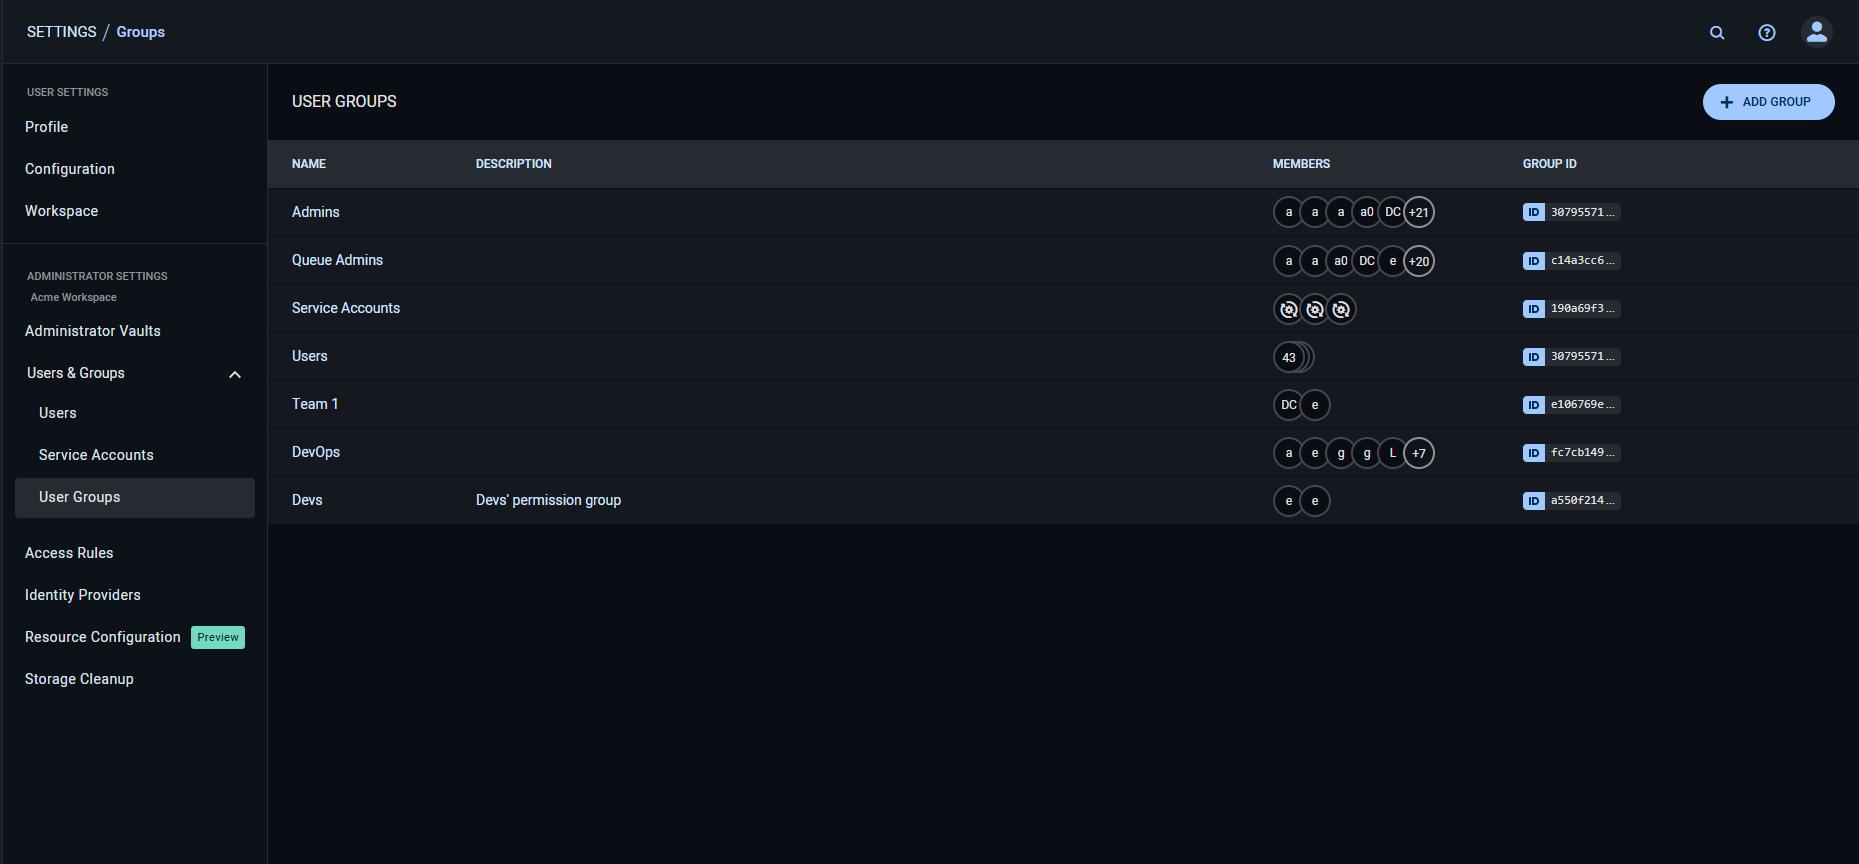 SETTINGS / Groups
USER SETTINGS
Profile
Configuration
Workspace
ADMINISTRATOR SETTINGS
Acme Workspace
Administrator Vaults
Users & Groups
Users
Service Accounts
User Groups
Access Rules
Identity Providers
Resource Configuration Preview
Storage Cleanup
USER GROUPS
+ ADD GROUP
NAME DESCRIPTION MEMBERS GROUP ID
Admins a a a a0 DC +21 ID 30795571...
Queue Admins a a a0 DC e +20 ID c14a3cc6...
Service Accounts ID 190a69f3...
Users 43 ID 30795571...
Team 1 DC e ID e106769e...
DevOps a e g g L +7 ID fc7cb149...
Devs Devs' permission group e e ID a550f214...